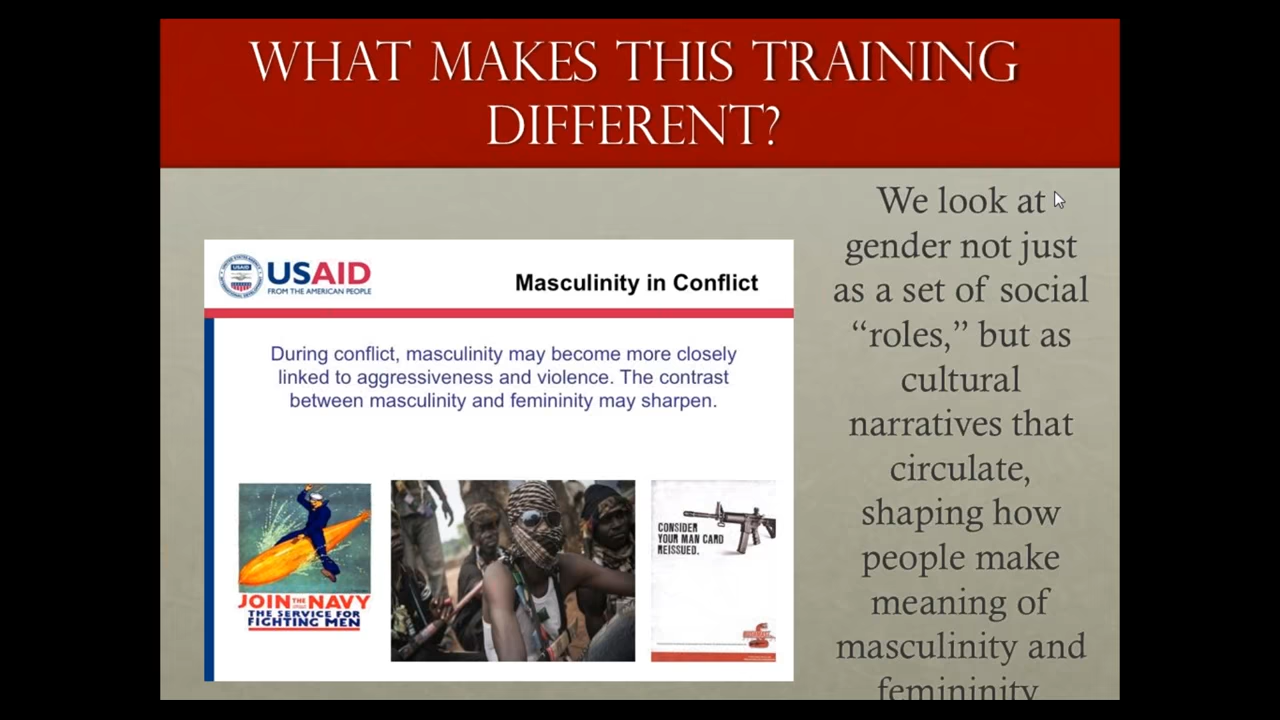 WHAT MAKES THIS TRAINING
DIFFERENT?
USAID
FROM THE AMERICAN PEOPLE
Masculinity in Conflict
During conflict, masculinity may become more closely
linked to aggressiveness and violence. The contrast
between masculinity and femininity may sharpen.
JOIN THE NAVY
THE SERVICE FOR
FIGHTING MEN
CONSIDER
YOUR MAN CARD
REISSUED.
We look at
gender not just
as a set of social
“roles,” but as
cultural
narratives that
circulate,
shaping how
people make
meaning of
masculinity and
femininity